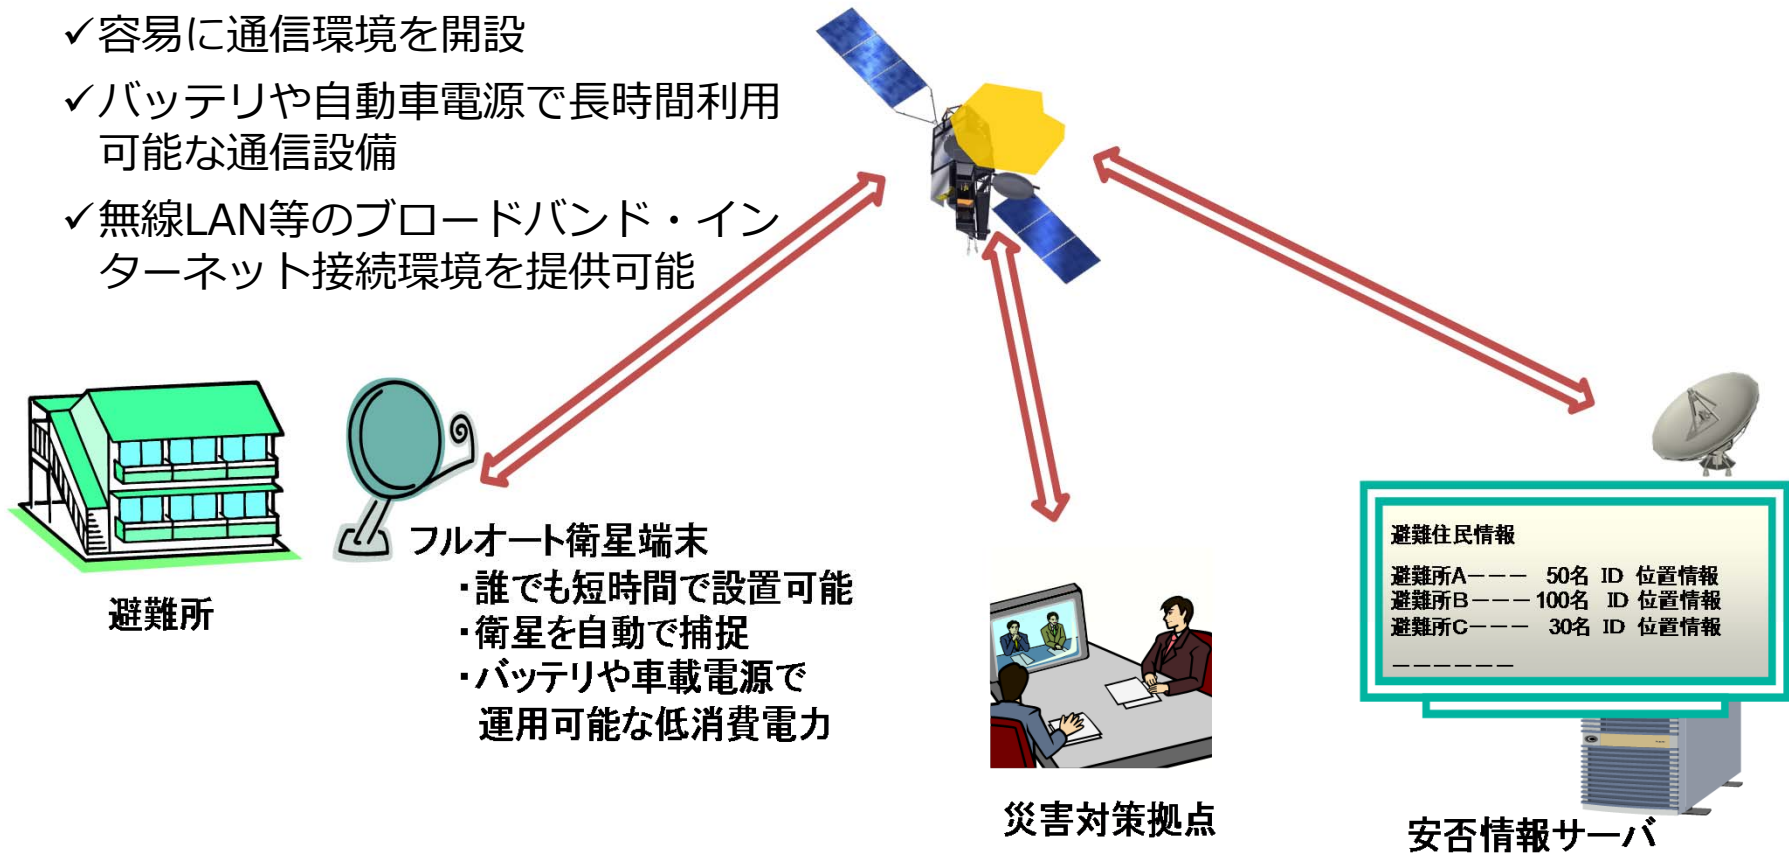 ✓容易に通信環境を開設
✓バッテリや自動車電源で長時間利用
可能な通信設備
✓無線LAN等のブロードバンド・イン
ターネット接続環境を提供可能
避難所
フルオート衛星端末
・誰でも短時間で設置可能
・衛星を自動で捕捉
・バッテリや車載電源で
運用可能な低消費電力
災害対策拠点
避難住民情報
避難所A－－－ 50名 ID 位置情報
避難所B－－－100名 ID 位置情報
避難所C－－－ 30名 ID 位置情報
－－－－－－
安否情報サーバ